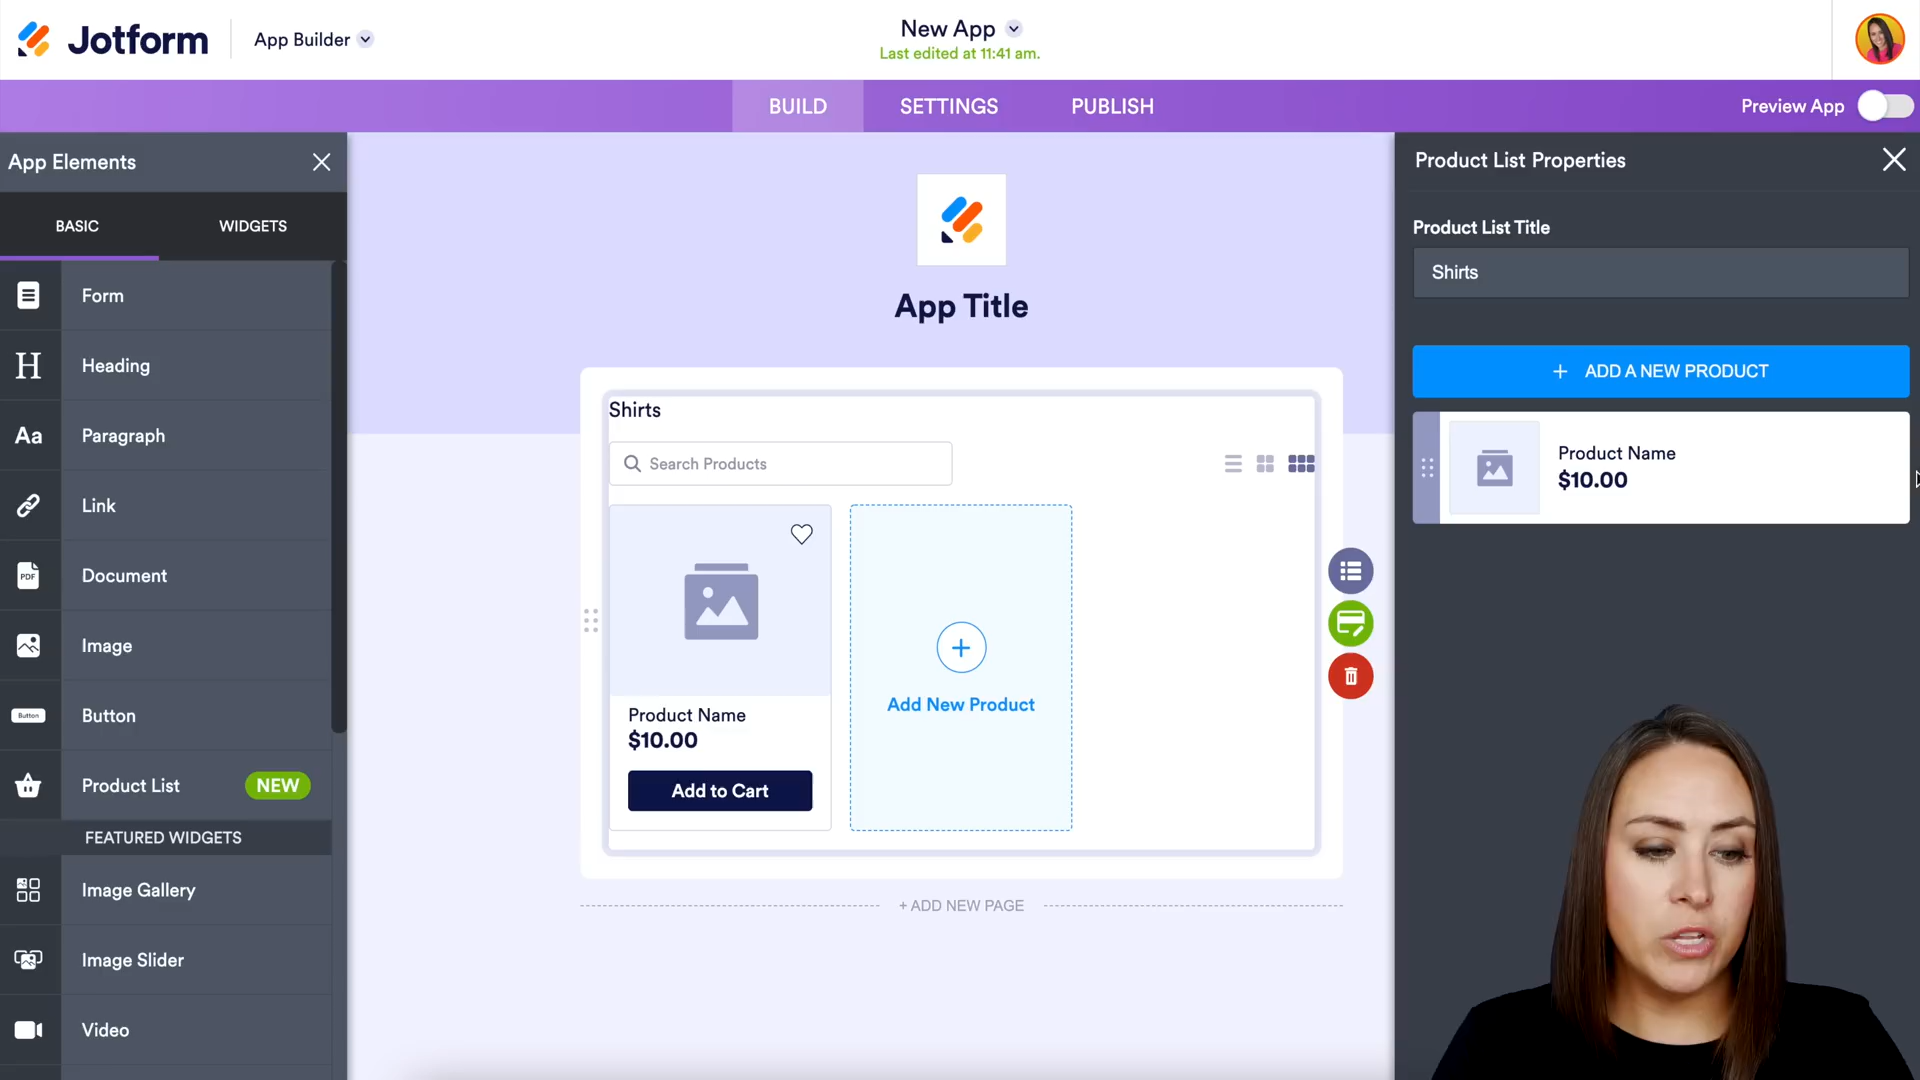 Jotform
App Builder
New App
Last edited at 11:41 am.
BUILD
SETTINGS
PUBLISH
Preview App
App Elements
BASIC
WIDGETS
Form
Heading
Aa
Paragraph
Link
PDF
Document
Image
Button
Button
Product List
NEW
FEATURED WIDGETS
Image Gallery
Image Slider
Video
App Title
Shirts
Search Products
Product Name
$10.00
Add to Cart
Add New Product
+ ADD NEW PAGE
Product List Properties
Product List Title
Shirts
+ ADD A NEW PRODUCT
Product Name
$10.00